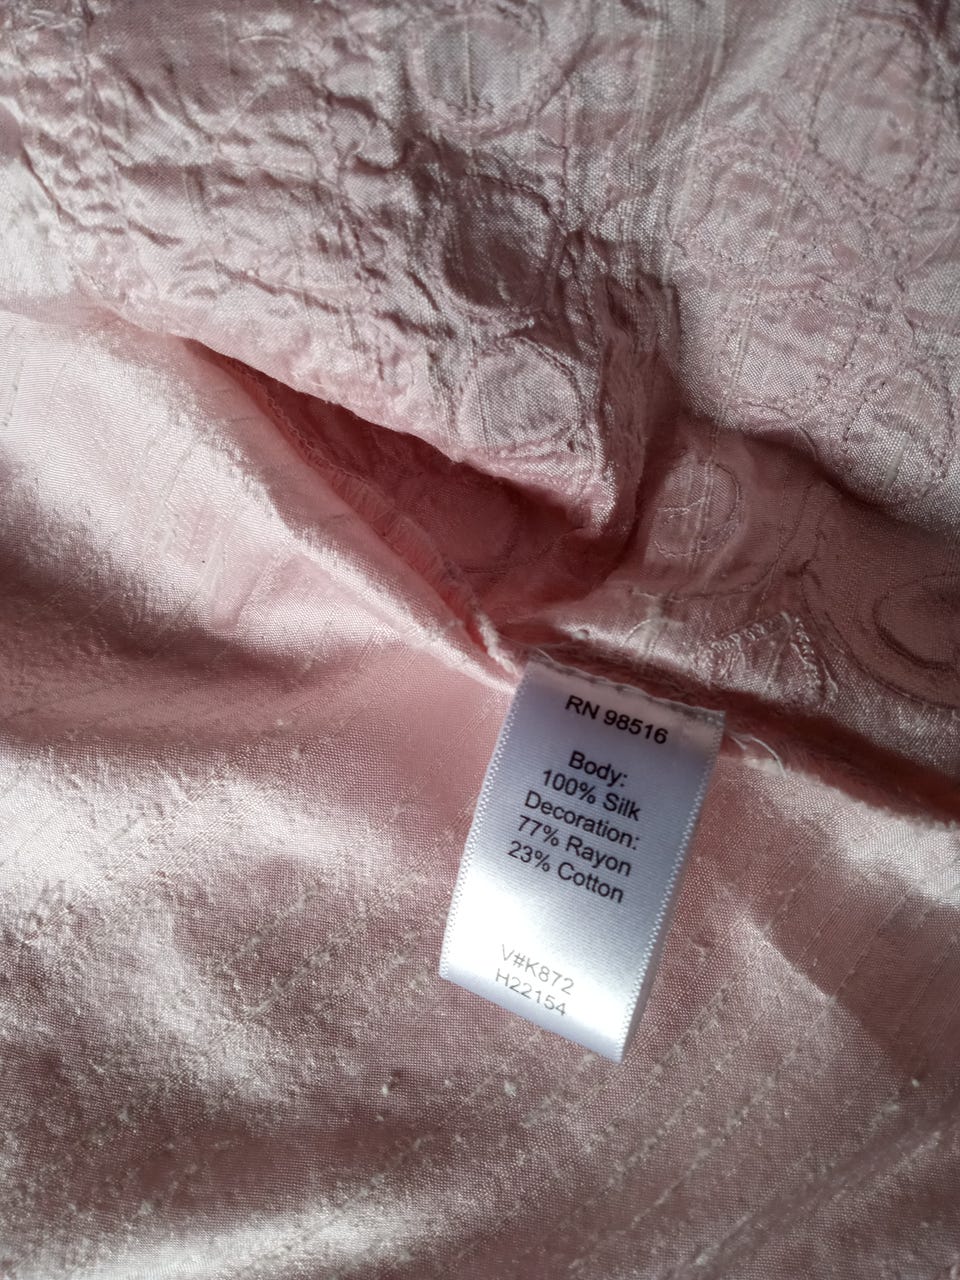 RN 98516
Body:
100% Silk
Decoration:
77% Rayon
23% Cotton
V#K872
H22154